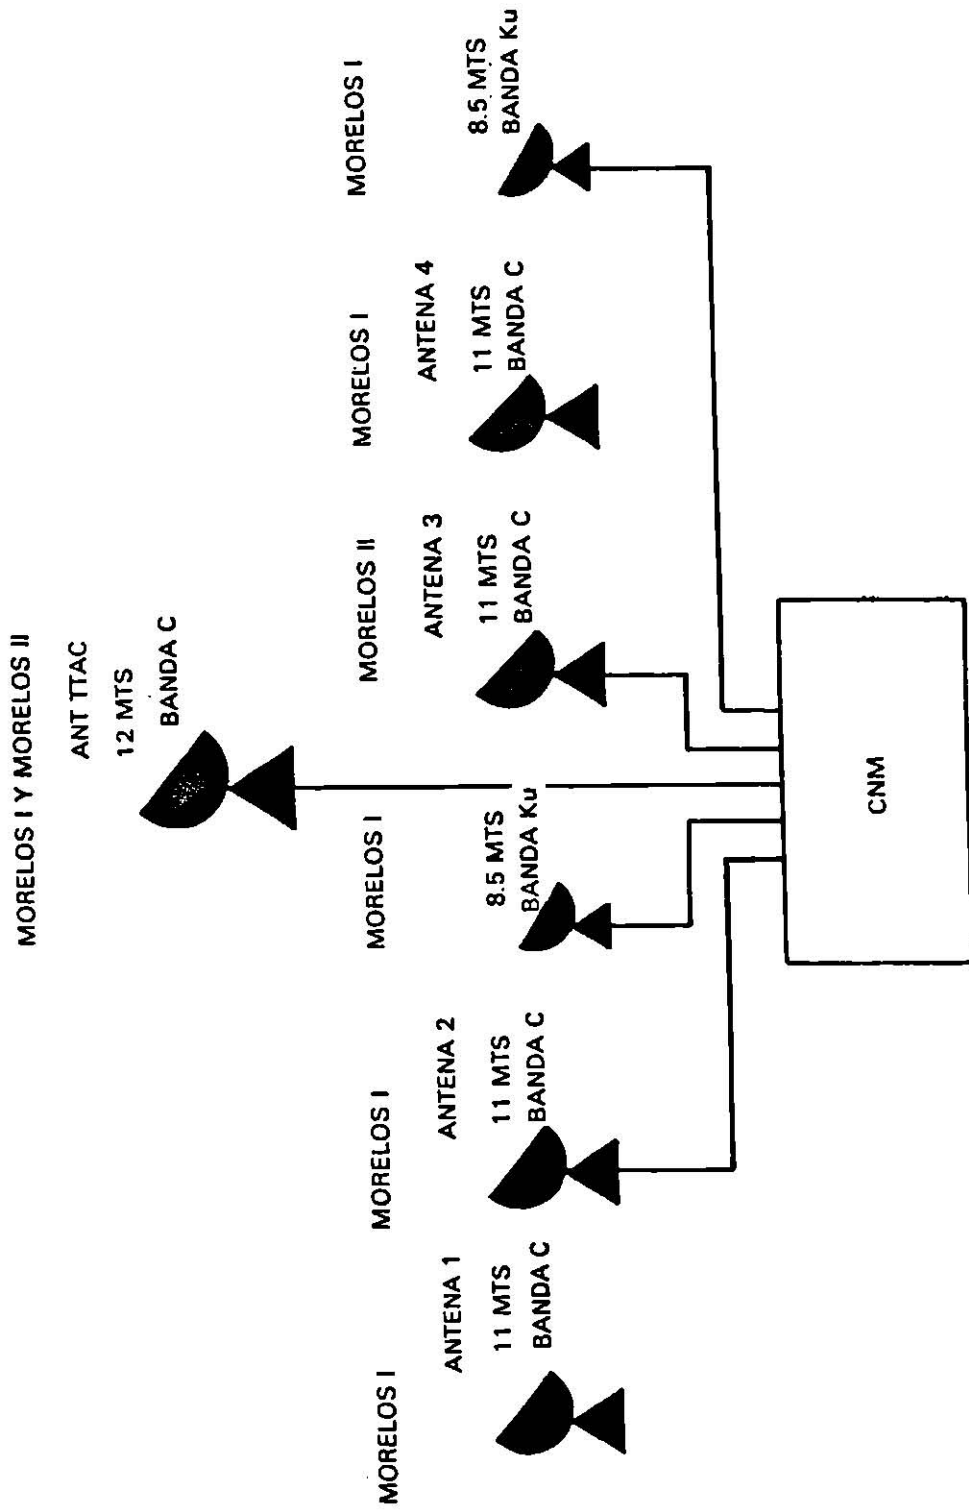 MORELOS I Y MORELOS II
ANT TTAC
12 MTS
BANDA C
MORELOS I
ANTENA 1
11 MTS
BANDA C
MORELOS I
ANTENA 2
11 MTS
BANDA C
MORELOS I
8.5 MTS
BANDA Ku
MORELOS II
ANTENA 3
11 MTS
BANDA C
MORELOS I
ANTENA 4
11 MTS
BANDA C
MORELOS I
8.5 MTS
BANDA Ku
CNM